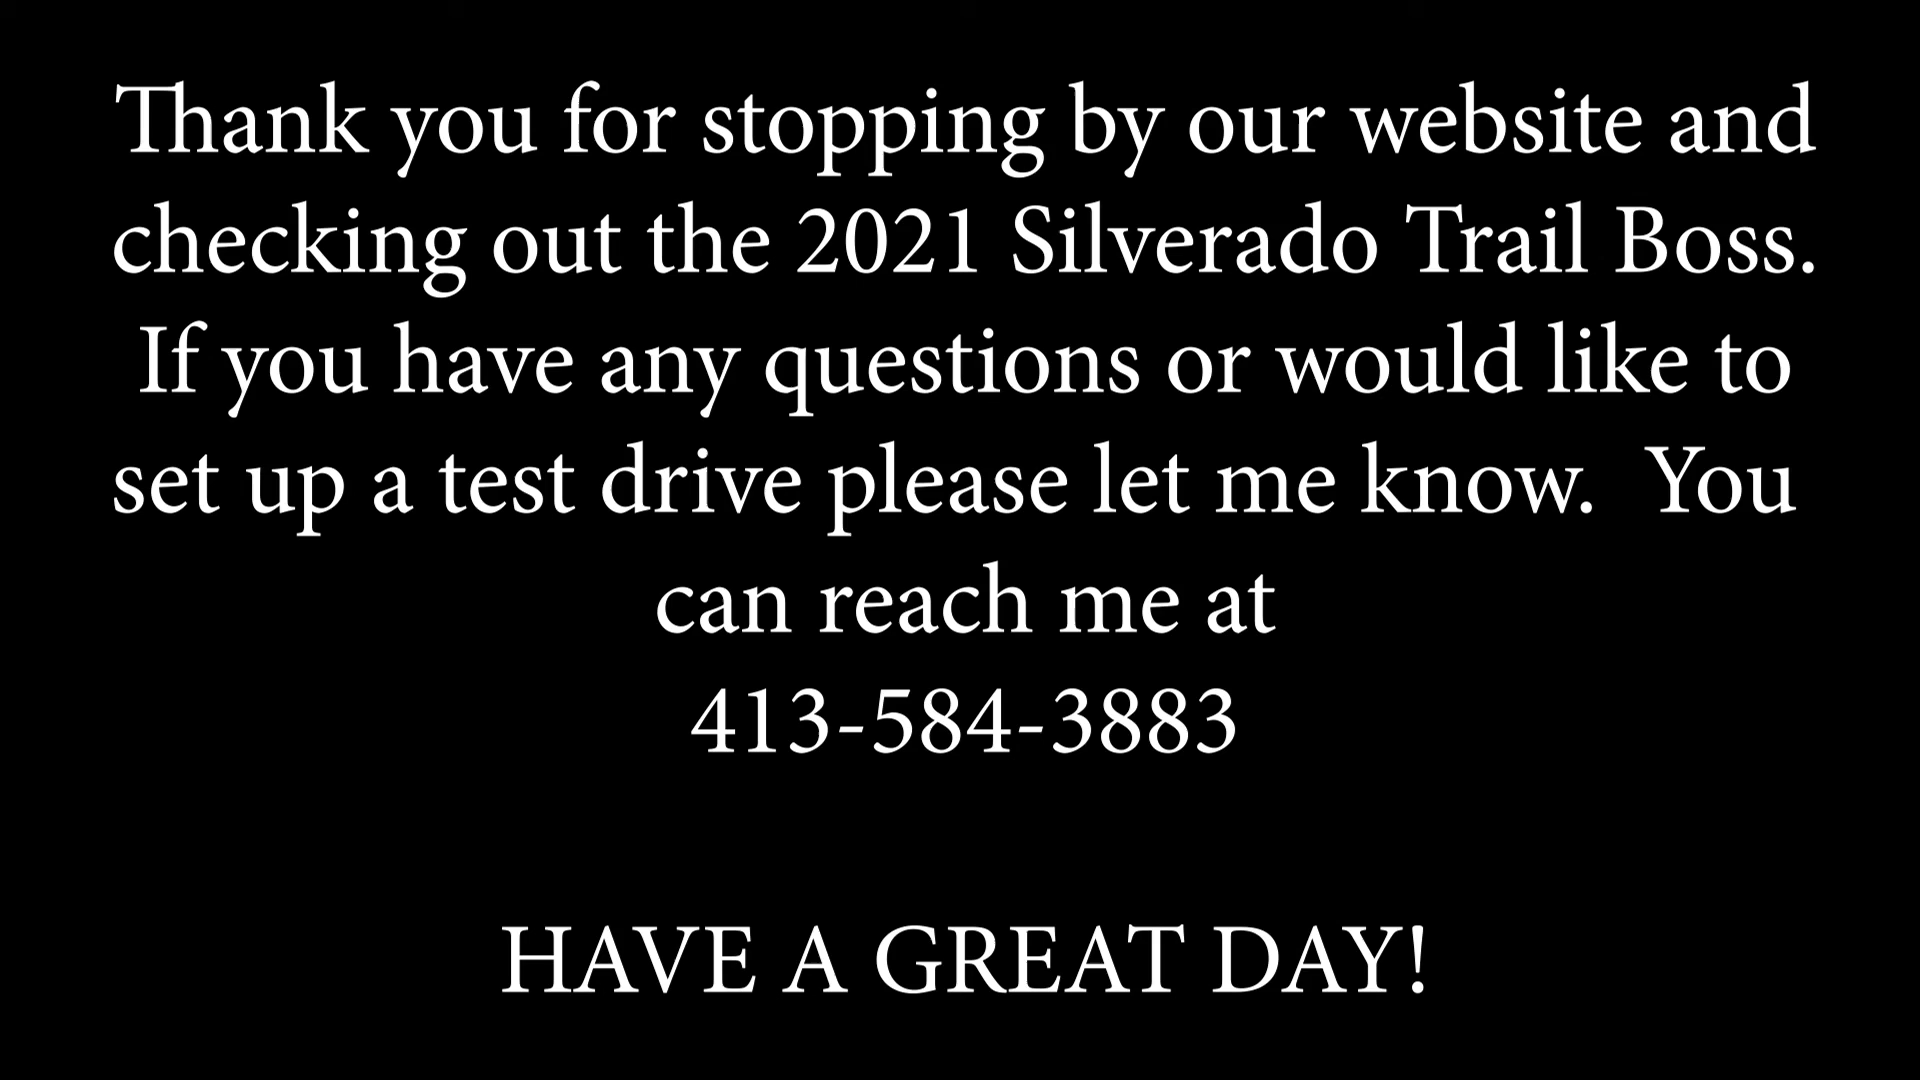 Thank you for stopping by our website and
checking out the 2021 Silverado Trail Boss.
If you have any questions or would like to
set up a test drive please let me know.  You
can reach me at
413-584-3883
HAVE A GREAT DAY!